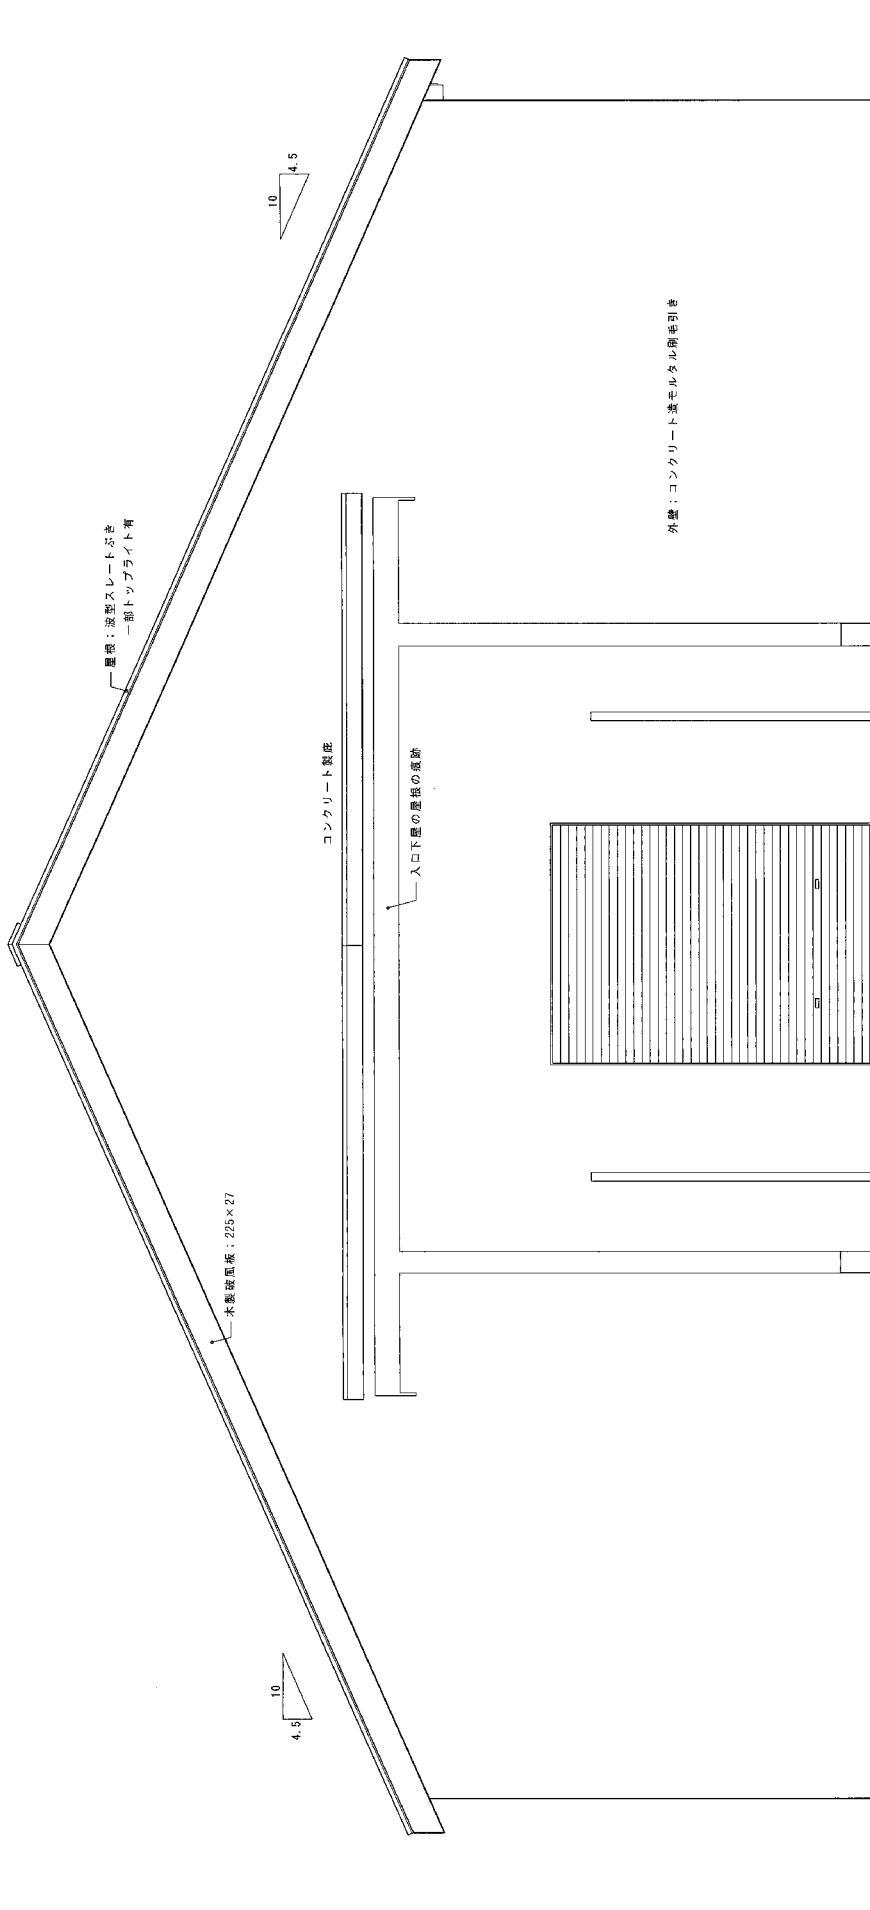 屋根；波型スレートぶき
一部トップライト有
木製破風板；225×27
10
4.5
10
4.5
コンクリート製庇
入口下屋の屋根の痕跡
外壁；コンクリート造モルタル刷毛引き